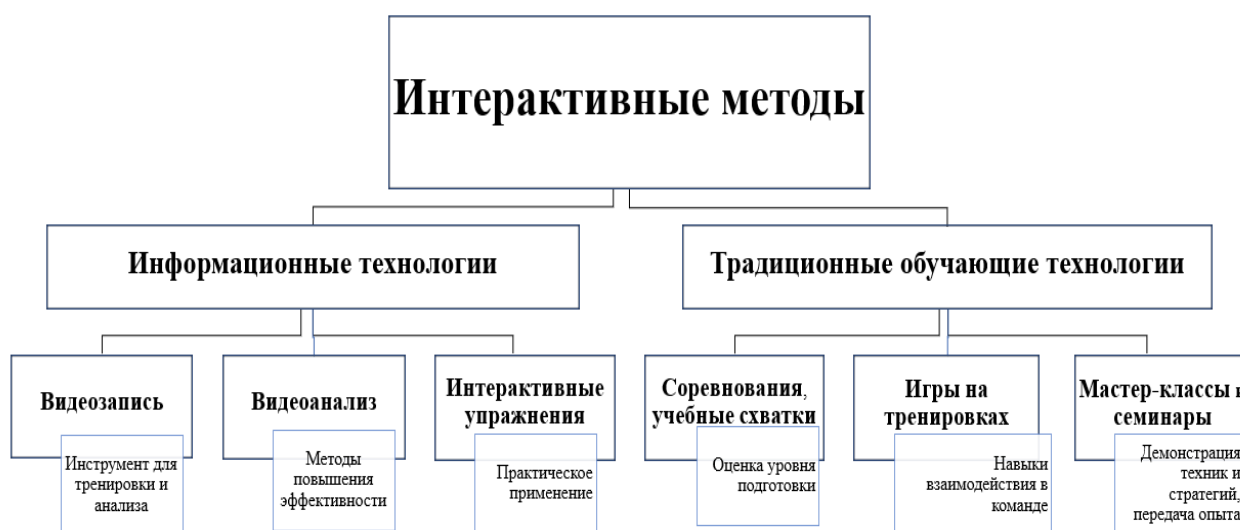 Интерактивные методы
Информационные технологии
Традиционные обучающие технологии
Видеозапись
Инструмент для
тренировки и
анализа
Видеоанализ
Методы
повышения
эффективности
Интерактивные
упражнения
Практическое
применение
Соревнования,
учебные схватки
Оценка уровня
подготовки
Игры на
тренировках
Навыки
взаимодействия в
команде
Мастер-классы
семинары
Демонстрация
техник и
стратегий,
передача опыта